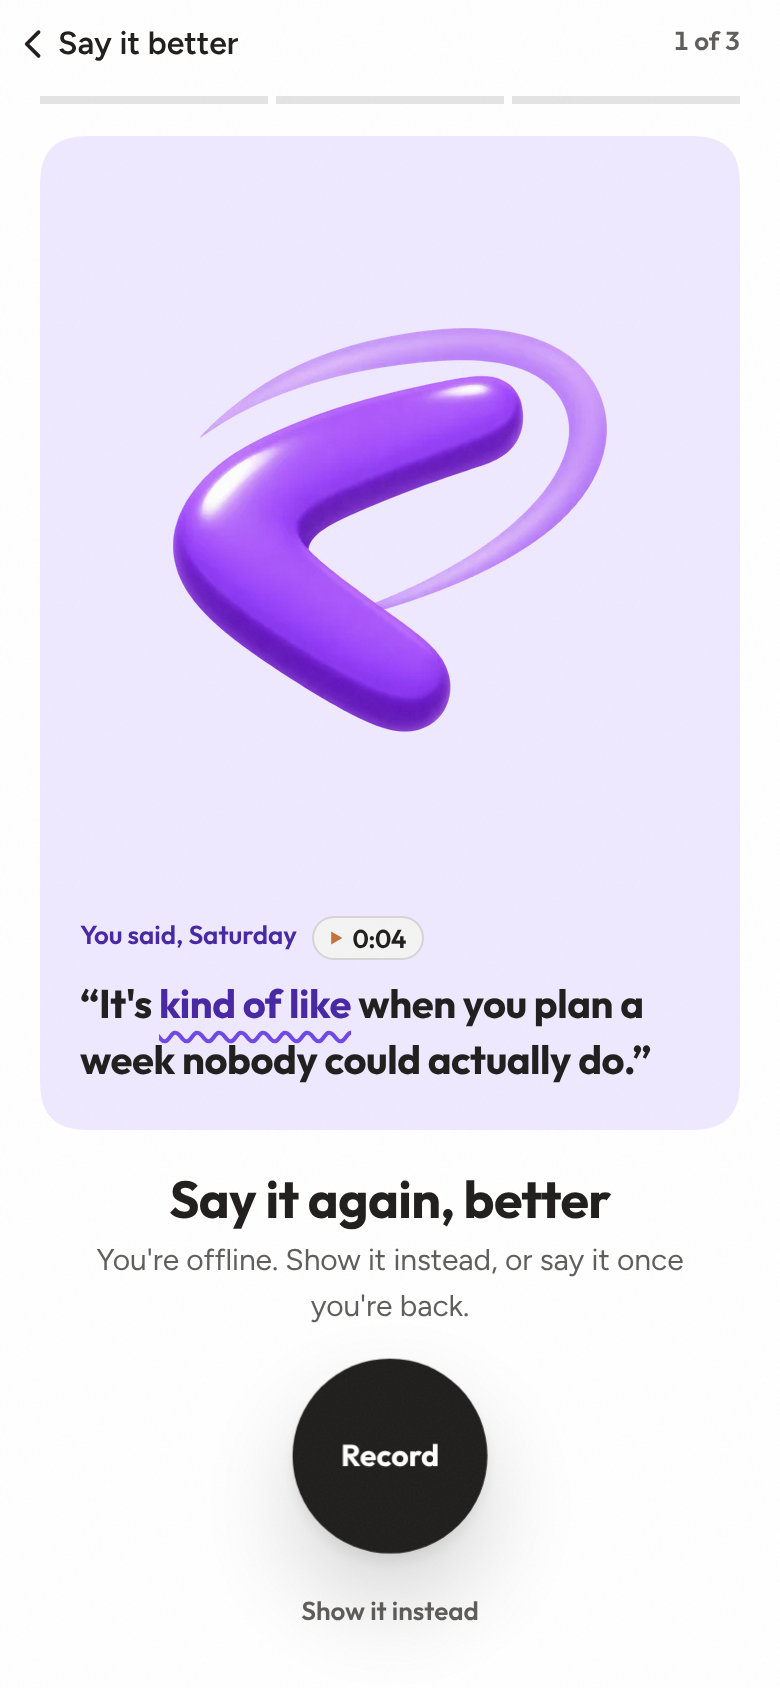 Say it better
1 of 3
You said, Saturday
0:04
“It's kind of like when you plan a
week nobody could actually do.”
Say it again, better
You're offline. Show it instead, or say it once
you're back.
Record
Show it instead